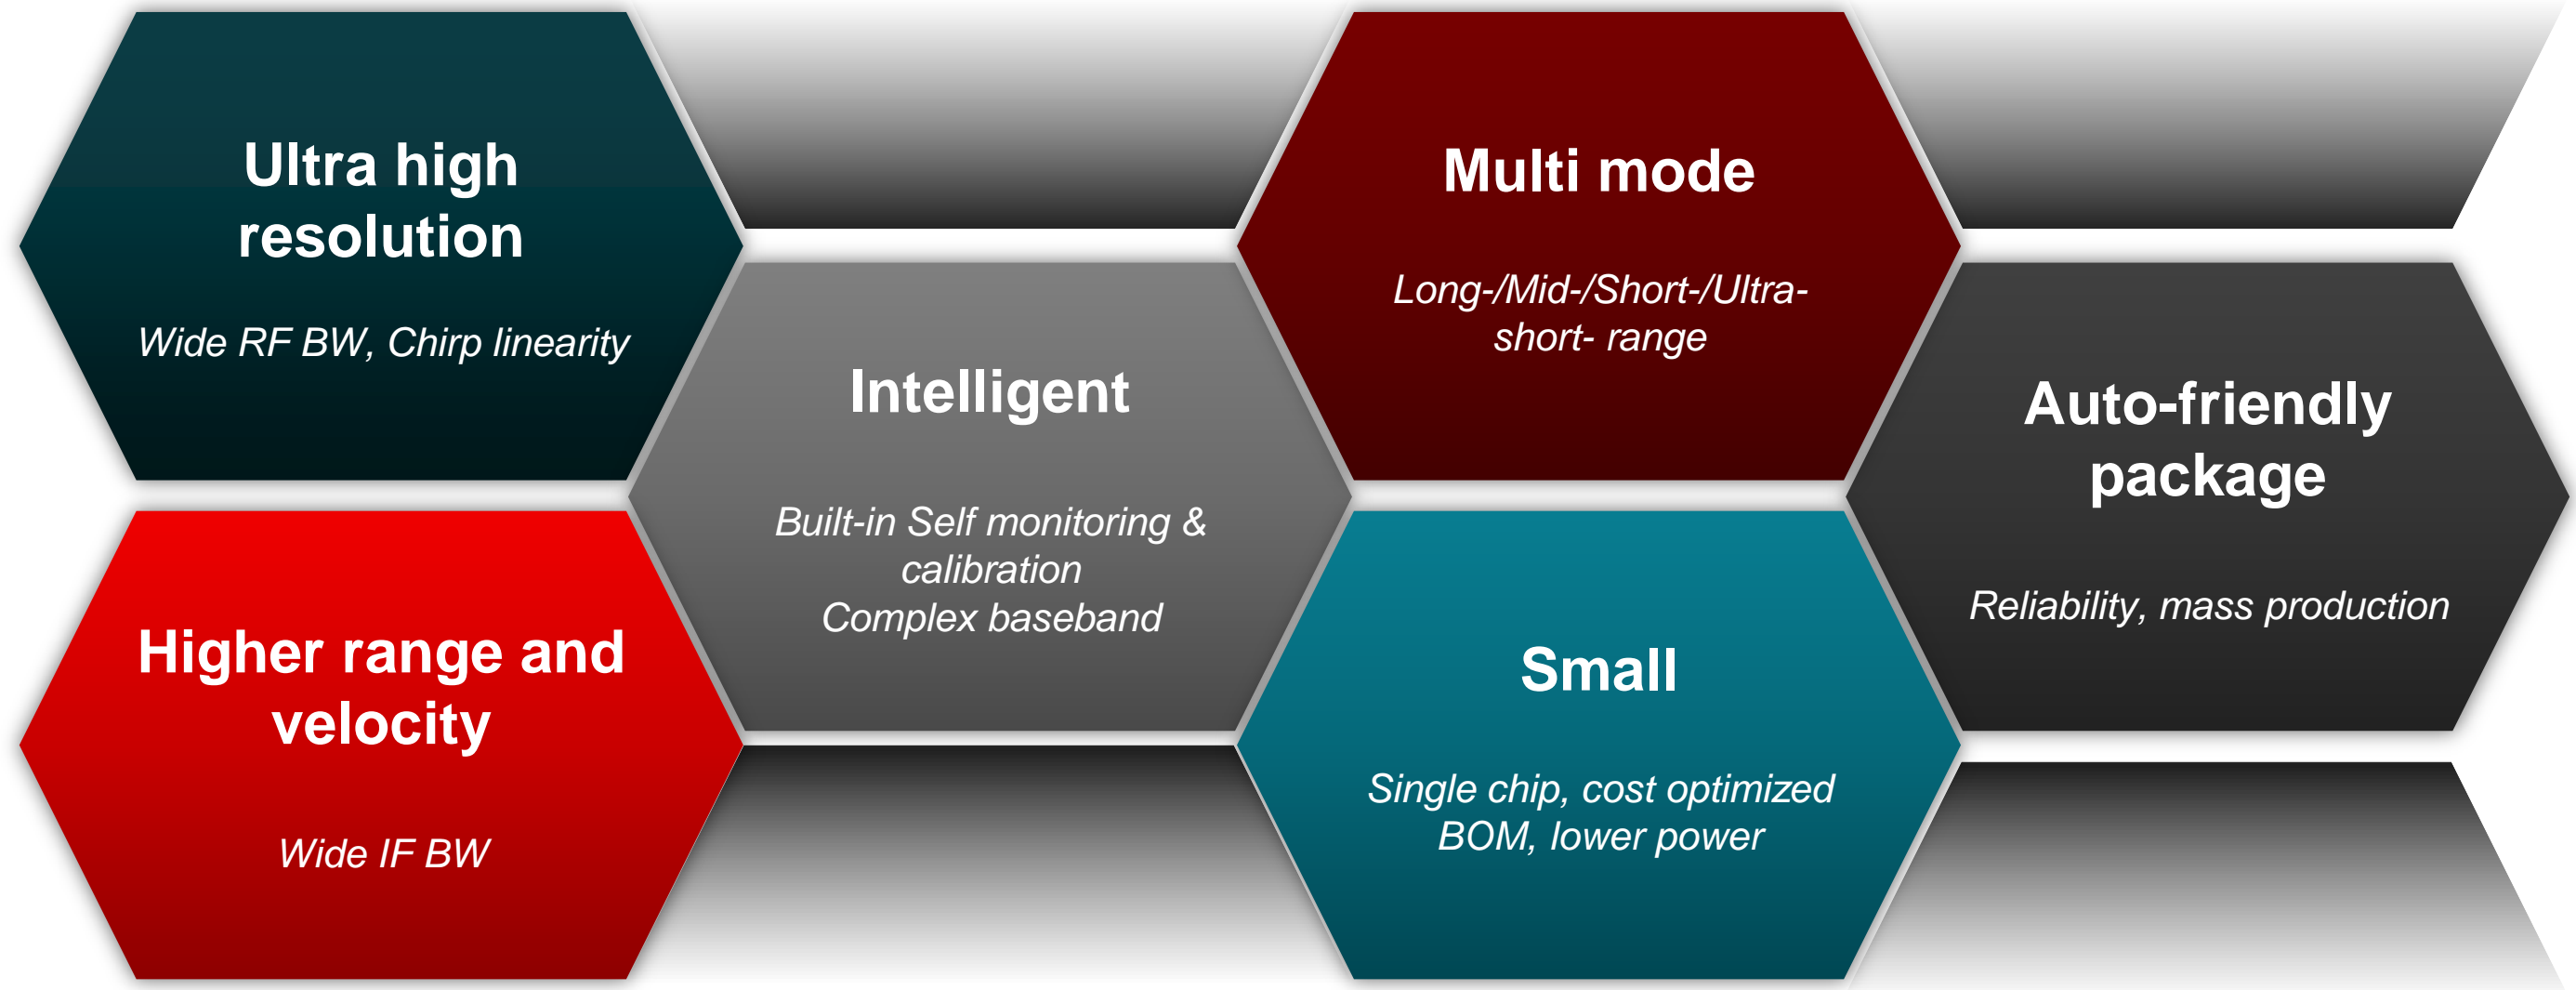 Ultra high
resolution
Wide RF BW, Chirp linearity
Higher range and
velocity
Wide IF BW
Intelligent
Built-in Self monitoring &
calibration
Complex baseband
Multi mode
Long-/Mid-/Short-/Ultra-
short- range
Small
Single chip, cost optimized
BOM, lower power
Auto-friendly
package
Reliability, mass production